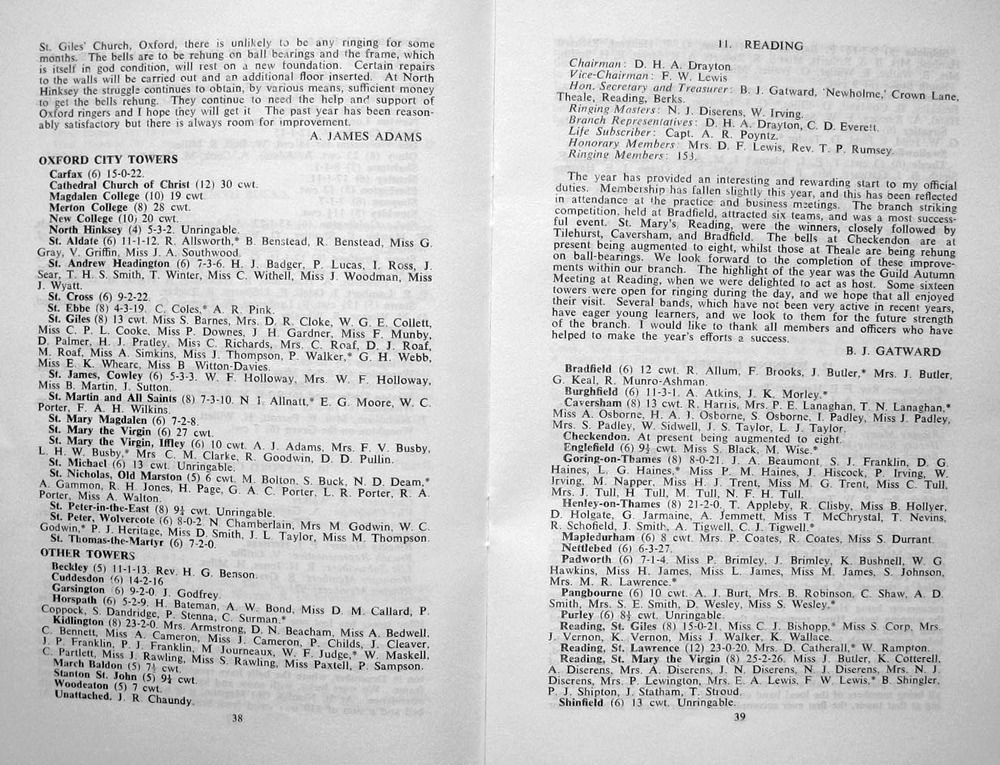 St. Giles' Church, Oxford, there is unlikely to be any ringing for some
months. The bells are to be rehung on ball bearings and the frame, which
is itself in god condition, will rest on a new foundation. Certain repairs
to the walls will be carried out and an additional floor inserted. At North
Hinksey the struggle continues to obtain, by various means, sufficient money
to get the bells rehung. They continue to need the help and support of
Oxford ringers and I hope they will get it. The past year has been reason-
ably satisfactory but there is always room for improvement.
A. JAMES ADAMS
OXFORD CITY TOWERS
Carfax (6) 15-0-22.
Cathedral Church of Christ (12) 30 cwt.
Magdalen College (10) 19 cwt.
Merton College (8) 28 cwt.
New College (10) 20 cwt.
North Hinksey (4) 5-3-2. Unringable.
St. Aldate (6) 11-1-12. R. Allsworth,* B. Benstead, R. Benstead, Miss G.
Gray, V. Griffin, Miss J. A. Southwood.
St. Andrew Headington (6) 7-3-6. H. J. Badger, P. Lucas, I. Ross, J.
Sear, T. H. S. Smith, T. Winter, Miss C. Withell, Miss J. Woodman, Miss
J. Wyatt.
St. Cross (6) 9-2-22.
St. Ebbe (8) 4-3-19. C. Coles,* A. R. Pink.
St. Giles (8) 13 cwt. Miss S. Barnes, Mrs. D. R. Cloke, W. G. E. Collett,
Miss C. P. L. Cooke, Miss P. Downes, J. H. Gardner, Miss F. Munby,
D. Palmer, H. J. Pratley, Miss C. Richards, Mrs. C. Roaf, D. J. Roaf,
M. Roaf, Miss A. Simkins, Miss J. Thompson, P. Walker,* G. H. Webb,
Miss E. K. Wheare, Miss B Witton-Davies.
St. James, Cowley (6) 5-3-3. W. F. Holloway, Mrs. W. F. Holloway,
Miss B. Martin, J. Sutton.
St. Martin and All Saints (8) 7-3-10. N I. Allnatt,* E. G. Moore, W. C.
Porter, F. A. H. Wilkins.
St. Mary Magdalen (6) 7-2-8.
St. Mary the Virgin (6) 27 cwt.
St. Mary the Virgin, Iffley (6) 10 cwt. A. J. Adams, Mrs. F. V. Busby,
L. H. W. Busby,* Mrs C. M. Clarke, R. Goodwin, D. D. Pullin.
St. Michael (6) 13 cwt. Unringable.
St. Nicholas, Old Marston (5) 6 cwt. M. Bolton, S. Buck, N. D. Deam,*
A. Gammon, R. H. Jones, H. Page, G. A. C. Porter, L. R. Porter, R. A.
Porter, Miss A. Walton.
St. Peter-in-the-East (8) 9½ cwt. Unringable.
St. Peter, Wolvercote (6) 8-0-2. N Chamberlain, Mrs M Godwin, W. C.
Godwin,* P. J. Heritage, Miss D. Smith, J. L. Taylor, Miss M. Thompson.
St. Thomas-the-Martyr (6) 7-2-0.
OTHER TOWERS
Beckley (5) 11-1-13. Rev. H. G. Benson.
Cuddesdon (6) 14-2-16
Garsington (6) 9-2-0 J. Godfrey.
Horspath (6) 5-2-9. H. Bateman, A. W. Bond, Miss D. M. Callard, P.
Coppock, S. Dandridge, P. Stenna, C. Surman.*
Kidlington (8) 23-2-0. Mrs. Armstrong, D. N. Beacham, Miss A. Bedwell,
C. Bennett, Miss A. Cameron, Miss J. Cameron, P. Childs, J. Cleaver,
J. P. Franklin, P. J. Franklin, M Journeaux, W. F. Judge,* W. Maskell,
C. Partlett, Miss J. Rawling, Miss S. Rawling, Miss Paxtell, P. Sampson.
March Baldon (5) 7½ cwt.
Stanton St. John (5) 9½ cwt.
Woodeaton (5) 7 cwt.
Unattached. J. R. Chaundy.
38
11. READING
Chairman: D. H. A. Drayton
Vice-Chairman: F. W. Lewis
Hon. Secretary and Treasurer: B. J. Gatward, 'Newholme,' Crown Lane,
Theale, Reading, Berks.
Ringing Masters: N. J. Diserens, W. Irving.
Branch Representatives: D. H. A. Drayton, C. D. Everett.
Life Subscriber: Capt. A. R. Poyntz.
Honorary Members: Mrs. D. F. Lewis, Rev. T. P. Rumsey.
Ringing Members: 153.
The year has provided an interesting and rewarding start to my official
duties. Membership has fallen slightly this year, and this has been reflected
in attendance at the practice and business meetings. The branch striking
competition, held at Bradfield, attracted six teams, and was a most success-
ful event. St. Mary's, Reading, were the winners, closely followed by
Tilehurst, Caversham, and Bradfield. The bells at Checkendon are at
present being augmented to eight, whilst those at Theale are being rehung
on ball-bearings. We look forward to the completion of these improve-
ments within our branch. The highlight of the year was the Guild Autumn
Meeting at Reading, when we were delighted to act as host. Some sixteen
towers were open for ringing during the day, and we hope that all enjoyed
their visit. Several bands, which have not been very active in recent years,
have eager young learners, and we look to them for the future strength
of the branch. I would like to thank all members and officers who have
helped to make the year's efforts a success.
B. J. GATWARD
Bradfield (6) 12 cwt. R. Allum, F. Brooks, J. Butler,* Mrs. J. Butler,
G. Keal, R. Munro-Ashman.
Burghfield (6) 11-3-1. A. Atkins, J. K. Morley.*
Caversham (8) 13 cwt. R. Harris, Mrs. P. E. Lanaghan, T. N. Lanaghan,*
Miss A. Osborne, H. A. J. Osborne, S. Osborne, I. Padley, Miss J. Padley,
Mrs. S. Padley, W. Sidwell, J. S. Taylor, L. J. Taylor.
Checkendon. At present being augmented to eight.
Englefield (6) 9½ cwt. Miss S. Black, M. Wise.*
Goring-on-Thames (8) 8-0-21. J. A. Beaumont, S. J. Franklin, D. G.
Haines, L. G. Haines,* Miss P. M. Haines, J. Hiscock, P. Irving, W.
Irving, M. Napper, Miss H. J. Trent, Miss M. G. Trent, Miss C. Tull,
Mrs. J. Tull, H. Tull, M. Tull, N. F. H. Tull.
Henley-on-Thames (8) 21-2-0. T. Appleby, R. Clisby, Miss B. Hollyer,
D. Holgate, G. Jarmaine, A. Jemmett, Miss T. McChrystal, T. Nevins,
R. Schofield, J. Smith, A. Tigwell, C. J. Tigwell.*
Mapledurham (6) 8 cwt. Mrs. P. Coates, R. Coates, Miss S. Durrant.
Nettlebed (6) 6-3-27.
Padworth (6) 7-1-4. Miss P. Brimley, J. Brimley, K. Bushnell, W. G.
Hawkins, Miss H. James, Miss L. James, Miss M. James, S. Johnson,
Mrs. M. R. Lawrence.*
Pangbourne (6) 10 cwt. A. J. Burt, Mrs. B. Robinson, C. Shaw, A. D.
Smith, Mrs. S. E. Smith, D. Wesley, Miss S. Wesley.*
Purley (6) 8½ cwt. Unringable.
Reading, St. Giles (8) 15-0-21. Miss C. J. Bishopp,* Miss S. Corp, Mrs.
J. Vernon, K. Vernon, Miss J Walker, K. Wallace.
Reading, St. Lawrence (12) 23-0-20. Mrs. D. Catherall,* W. Rampton.
Reading, St. Mary the Virgin (8) 25-2-26. Miss J. Butler, K. Cotterell,
A. Diserens, Mrs. A. Diserens, J. N. Diserens, N. J. Diserens, Mrs. N. J.
Diserens, Mrs. P. Lewington, Mrs. E. A. Lewis, F. W. Lewis,* B. Shingler,
P. J. Shipton, J. Statham, T. Stroud.
Shinfield (6) 13 cwt. Unringable.
39